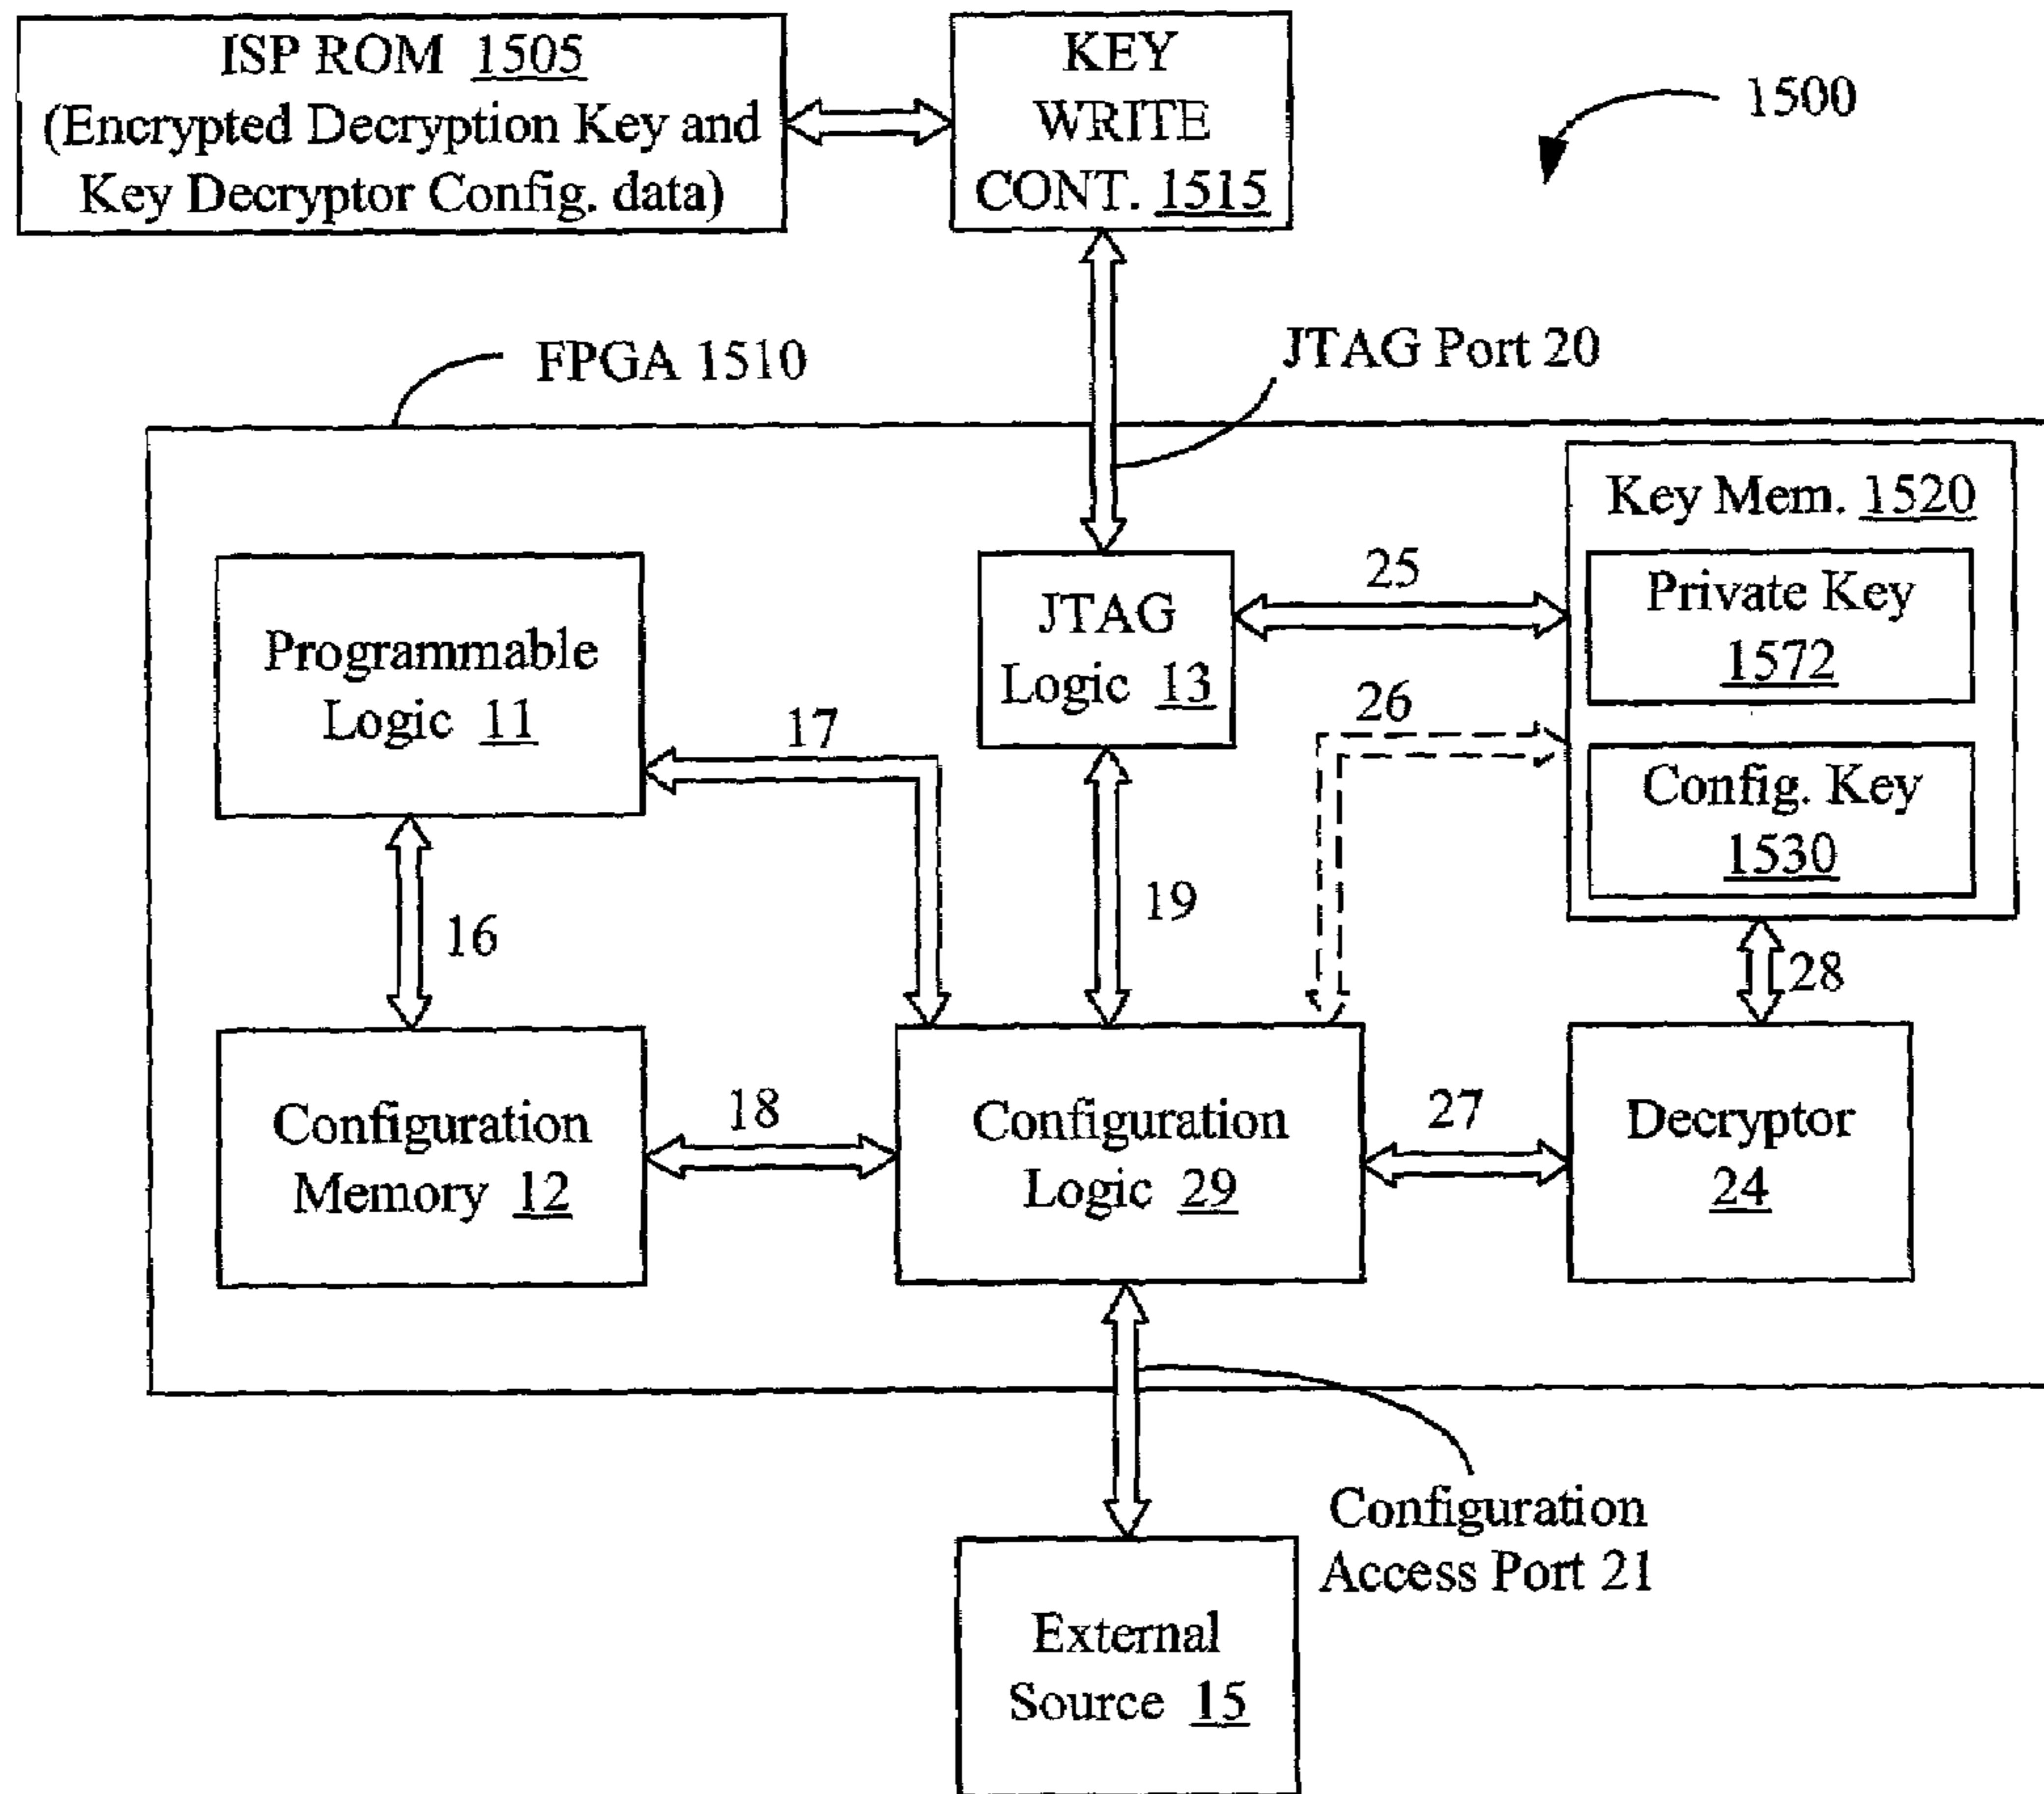 ISP ROM 1505
(Encrypted Decryption Key and
Key Decryptor Config. data)
KEY
WRITE
CONT. 1515
1500
FPGA 1510
JTAG Port 20
Key Mem. 1520
Private Key
1572
Config. Key
1530
25
JTAG
Logic 13
26
Programmable
Logic 11
17
16
19
28
Configuration
Memory 12
18
Configuration
Logic 29
27
Decryptor
24
Configuration
Access Port 21
External
Source 15